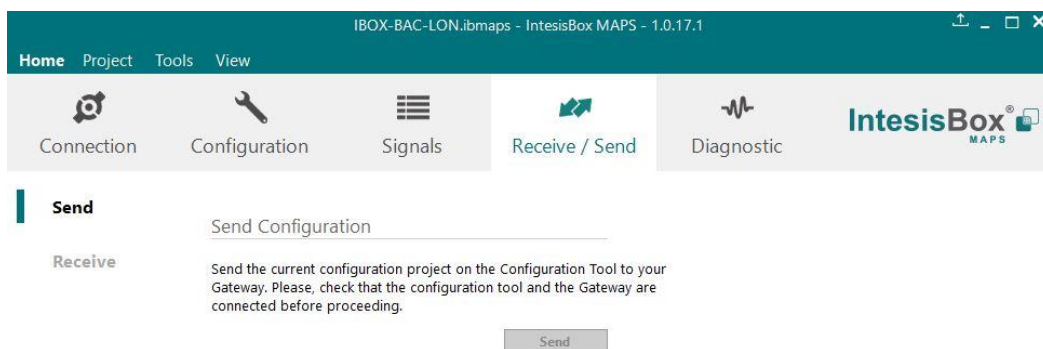 IBOX-BAC-LON.ibmaps - IntesisBox MAPS - 1.0.17.1
Home Project Tools View
Connection Configuration Signals Receive / Send Diagnostic
IntesisBox®
MAPS
Send
Send Configuration
Receive
Send the current configuration project on the Configuration Tool to your
Gateway. Please, check that the configuration tool and the Gateway are
connected before proceeding.
Send